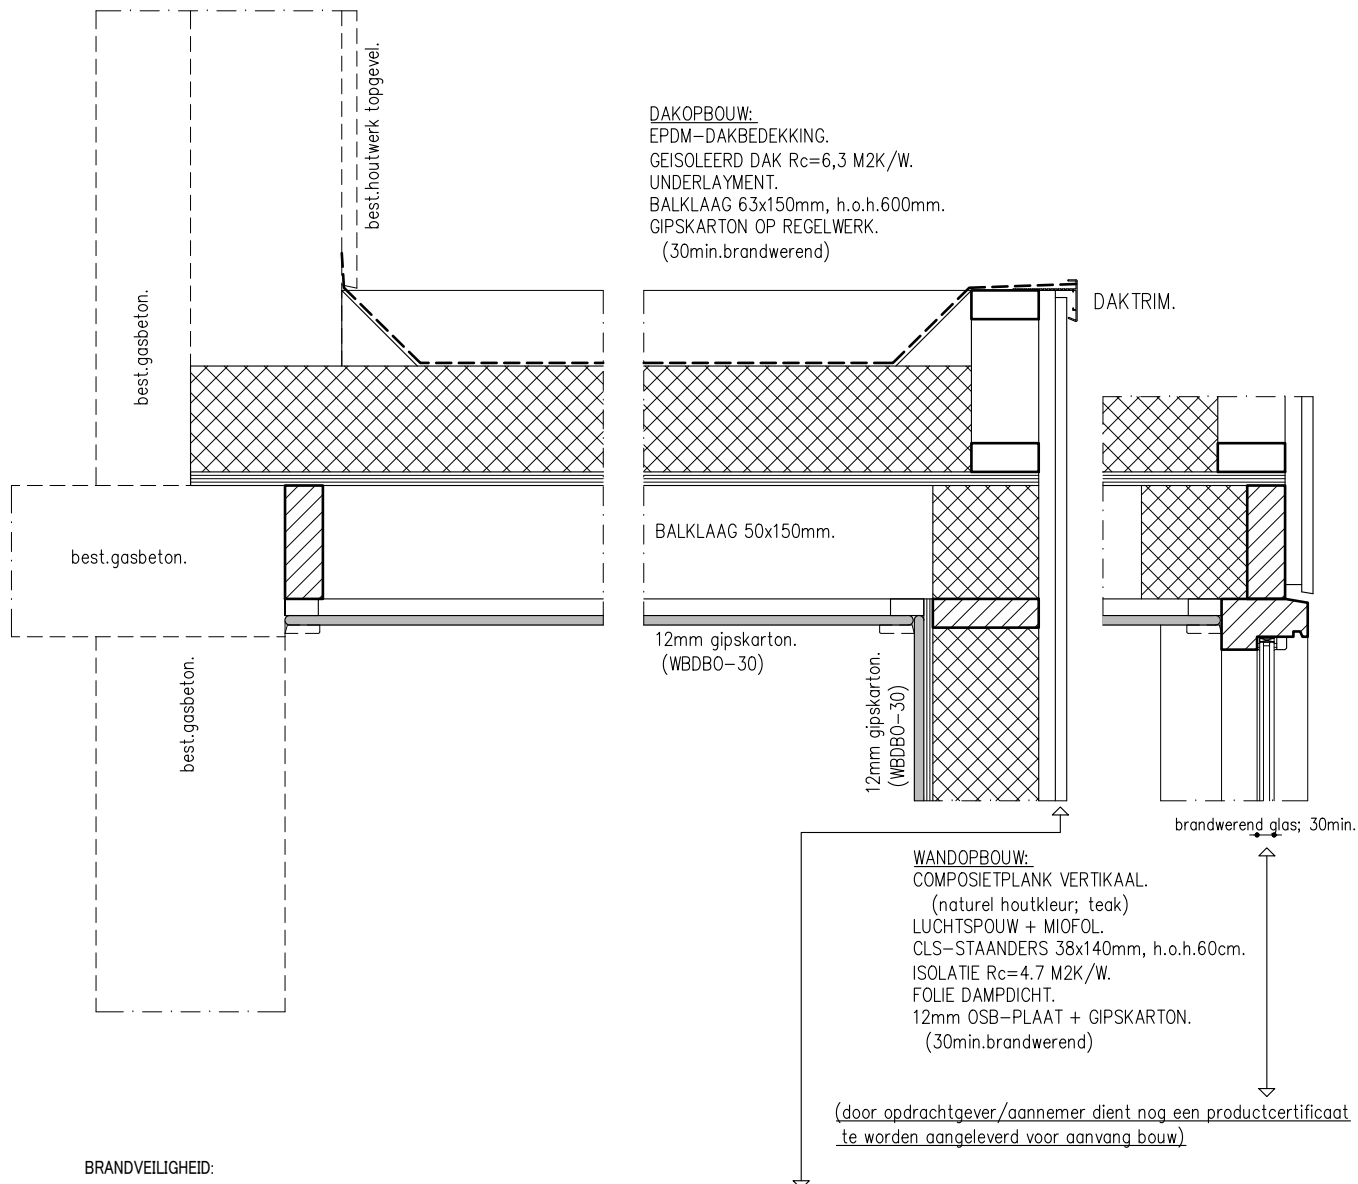 best.houtwerk topgevel.
DAKOPBOUW:
EPDM-DAKBEDEKKING.
GEISOLEERD DAK Rc=6,3 M2K/W.
UNDERLAYMENT.
BALKLAAG 63x150mm, h.o.h.600mm.
GIPSKARTON OP REGELWERK.
(30min.brandwerend)
best.gasbeton.
DAKTRIM.
BALKLAAG 50x150mm.
best.gasbeton.
12mm gipskarton.
(WBDBO-30)
best.gasbeton.
12mm gipskarton.
(WBDBO-30)
brandwerend glas; 30min.
WANDOPBOUW:
COMPOSIETPLANK VERTIKAAL.
(naturel houtkleur; teak)
LUCHTSPOUW + MIOFOL.
CLS-STAANDERS 38x140mm, h.o.h.60cm.
ISOLATIE Rc=4.7 M2K/W.
FOLIE DAMPDICHT.
12mm OSB-PLAAT + GIPSKARTON.
(30min.brandwerend)
(door opdrachtgever/aannemer dient nog een productcertificaat
te worden aangeleverd voor aanvang bouw)
BRANDVEILIGHEID: